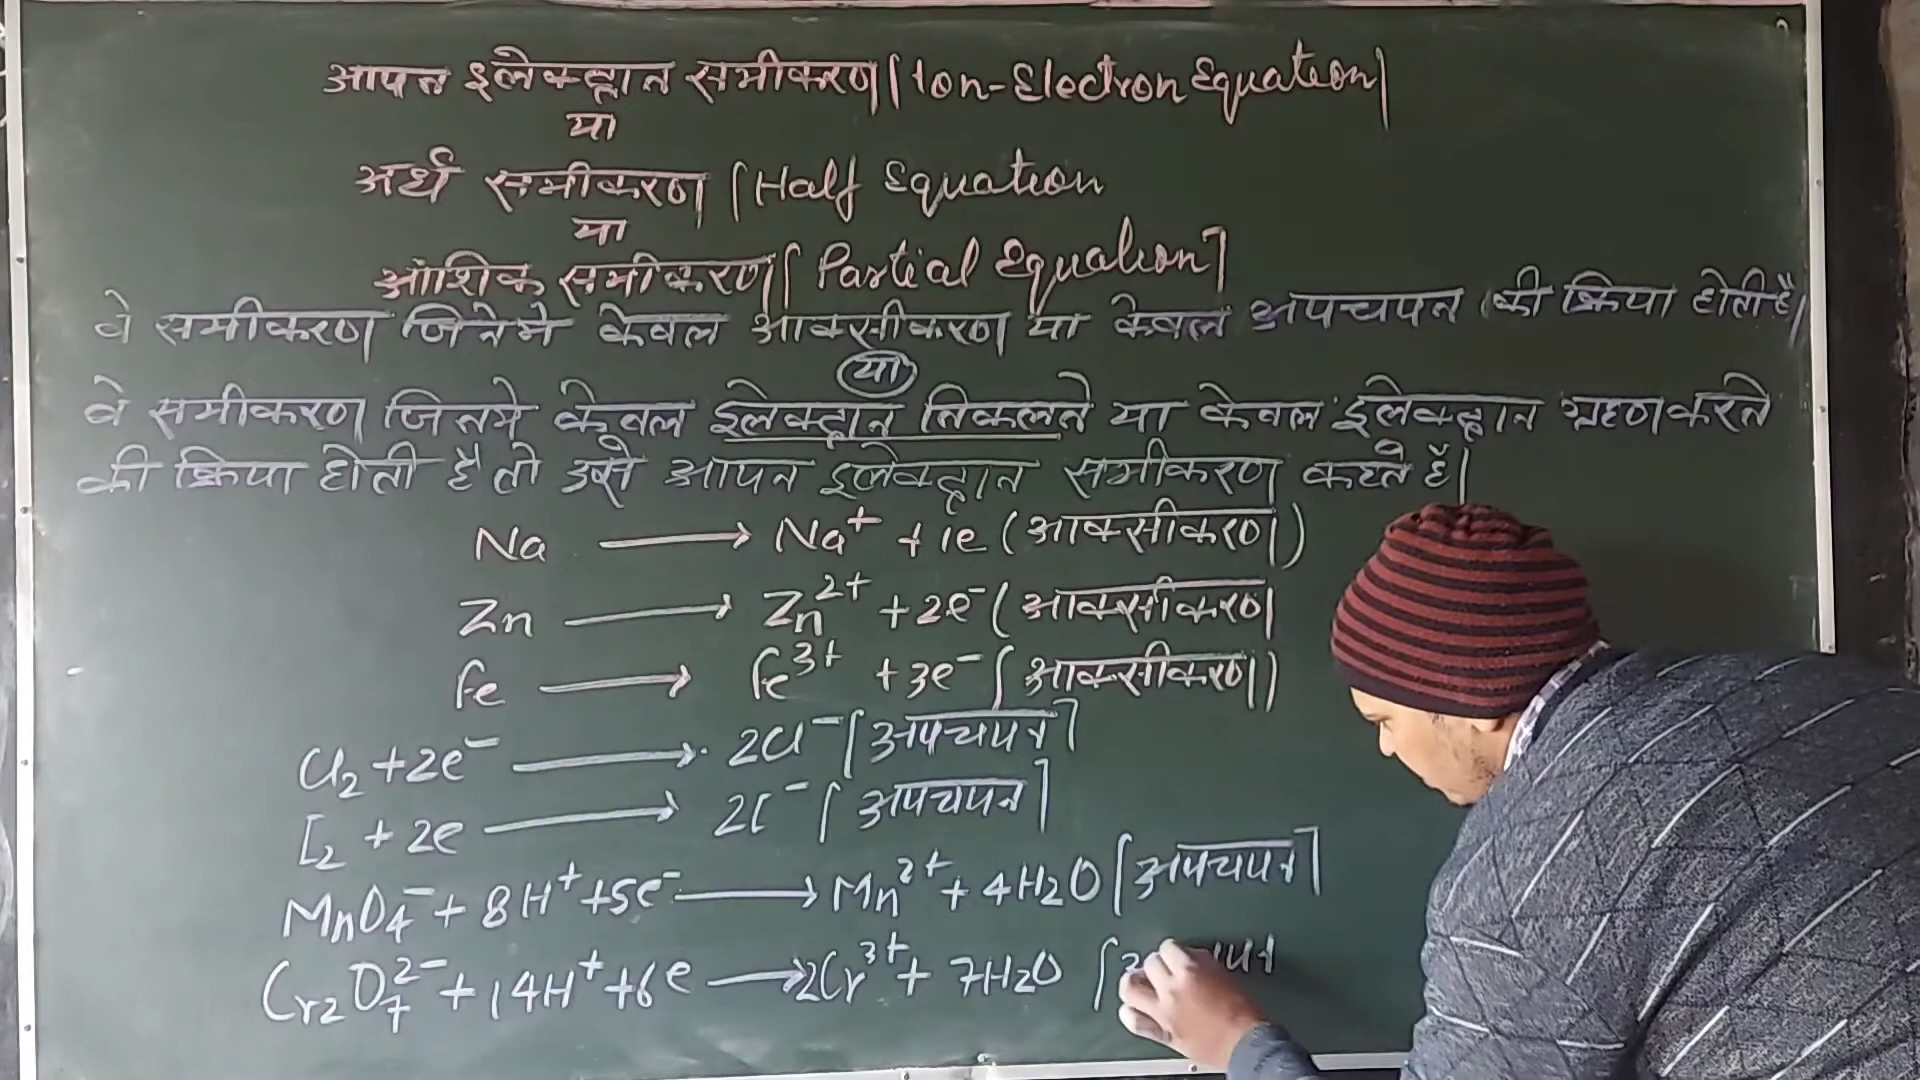 आयन इलेक्ट्रान समीकरण [Ion-Electron Equation]
या
अर्ध समीकरण [Half Equation
या
आंशिक समीकरण [Partial Equation]
वे समीकरण जिनमे केवल आक्सीकरण या केवल अपचयन की क्रिया होती है।
या
वे समीकरण जिनमे केवल इलेक्ट्रान निकलते या केवल इलेक्ट्रान ग्रहण करते
की क्रिया होती है तो उसे आयन इलेक्ट्रान समीकरण कहते हैं।
Na ⟶ Na⁺ + 1e (आक्सीकरण)
Zn ⟶ Zn²⁺ + 2e⁻ (आक्सीकरण
Fe ⟶ Fe³⁺ + 3e⁻ [आक्सीकरण)
Cl₂ + 2e⁻ ⟶ 2Cl⁻ [अपचयन]
I₂ + 2e ⟶ 2I⁻ [अपचयन]
MnO₄⁻ + 8H⁺ + 5e⁻ ⟶ Mn²⁺ + 4H₂O [अपचयन]
Cr₂O₇²⁻ + 14H⁺ + 6e ⟶ 2Cr³⁺ + 7H₂O [